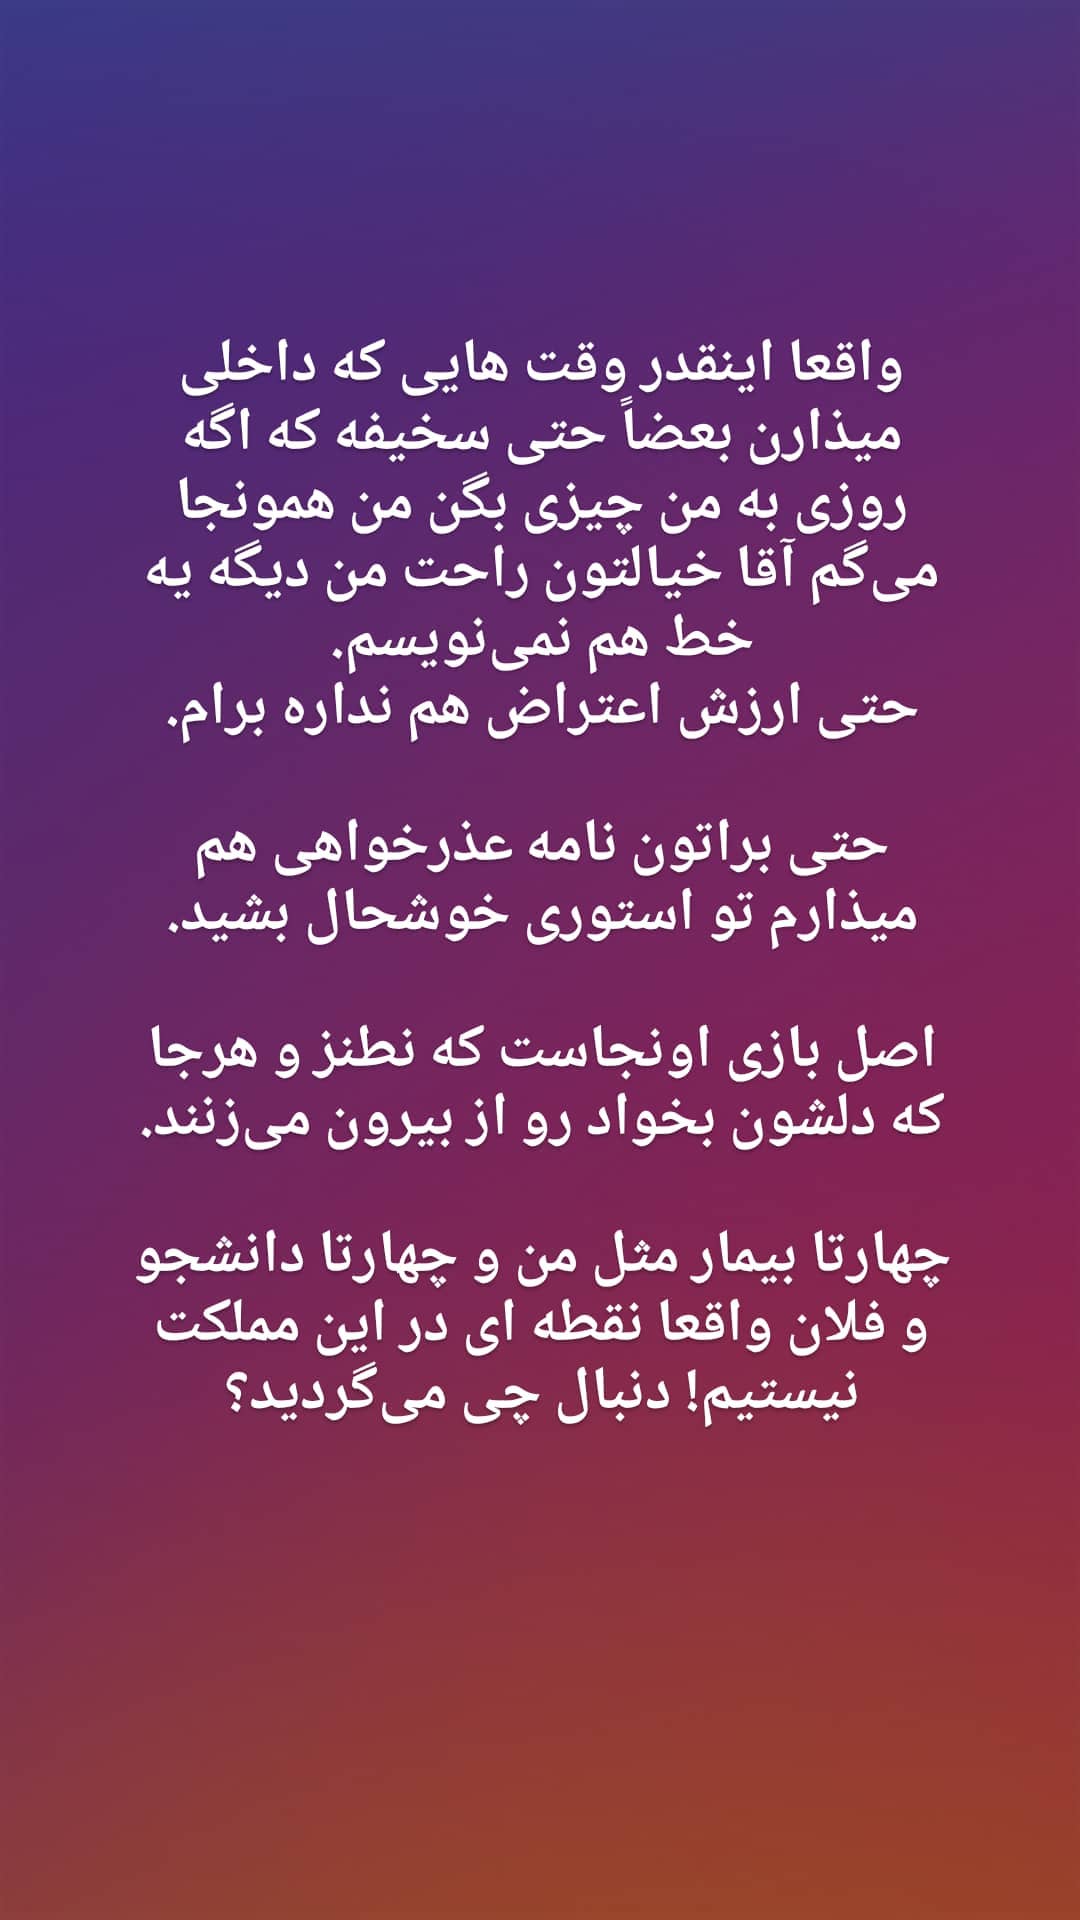 واقعا اینقدر وقت هایی که داخلی
میذارن بعضاً حتی سخیفه که اگه
روزی به من چیزی بگن من همونجا
می‌گم آقا خیالتون راحت من دیگه یه
خط هم نمی‌نویسم.
حتی ارزش اعتراض هم نداره برام.
حتی براتون نامه عذرخواهی هم
میذارم تو استوری خوشحال بشید.
اصل بازی اونجاست که نطنز و هرجا
که دلشون بخواد رو از بیرون می‌زنند.
چهارتا بیمار مثل من و چهارتا دانشجو
و فلان واقعا نقطه ای در این مملکت
نیستیم! دنبال چی می‌گردید؟